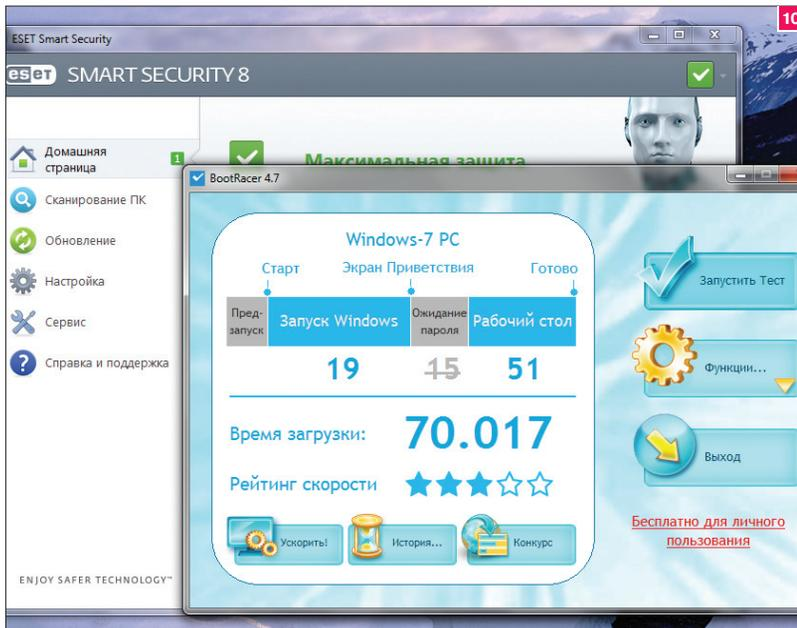 10
ESET Smart Security
eset SMART SECURITY 8
Домашняя
страница
1
Максимальная защита
Сканирование ПК
Обновление
Настройка
Сервис
Справка и поддержка
ENJOY SAFER TECHNOLOGY™
BootRacer 4.7
Windows-7 PC
Старт Экран Приветствия Готово
Пред-
запуск
Запуск Windows
Ожидание
пароля
Рабочий стол
19 15 51
Время загрузки: 70.017
Рейтинг скорости
Ускорить! История... Конкурс
Запустить Тест
Функции...
Выход
Бесплатно для личного
пользования